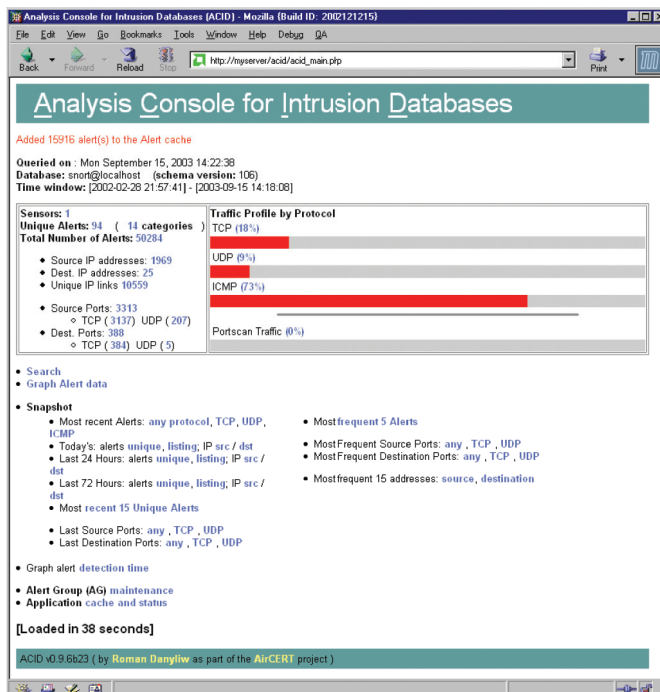 Analysis Console for Intrusion Databases (ACID) - Mozilla {Build ID: 2002121215}
File Edit View Go Bookmarks Tools Window Help Debug QA
Back Forward Reload Stop http://myserver/acid/acid_main.php Print
Analysis Console for Intrusion Databases
Added 15916 alert(s) to the Alert cache
Queried on : Mon September 15, 2003 14:22:38
Database: snort@localhost (schema version: 106)
Time window: [2002-02-28 21:57:41] - [2003-09-15 14:18:08]
Sensors: 1
Unique Alerts: 94 ( 14 categories )
Total Number of Alerts: 50284
Source IP addresses: 1969
Dest. IP addresses: 25
Unique IP links 10559
Source Ports: 3313
TCP ( 3137) UDP ( 207)
Dest. Ports: 388
TCP ( 384) UDP ( 5)
Traffic Profile by Protocol
TCP (18%)
UDP (9%)
ICMP (73%)
Portscan Traffic (0%)
Search
Graph Alert data
Snapshot
Most recent Alerts: any protocol, TCP, UDP,
ICMP
Today's: alerts unique, listing; IP src / dst
Last 24 Hours: alerts unique, listing; IP src /
dst
Last 72 Hours: alerts unique, listing; IP src /
dst
Most recent 15 Unique Alerts
Last Source Ports: any , TCP , UDP
Last Destination Ports: any , TCP , UDP
Most frequent 5 Alerts
Most Frequent Source Ports: any , TCP , UDP
Most Frequent Destination Ports: any , TCP , UDP
Most frequent 15 addresses: source, destination
Graph alert detection time
Alert Group (AG) maintenance
Application cache and status
[Loaded in 38 seconds]
ACID v0.9.6b23 ( by Roman Danyliw as part of the AirCERT project )